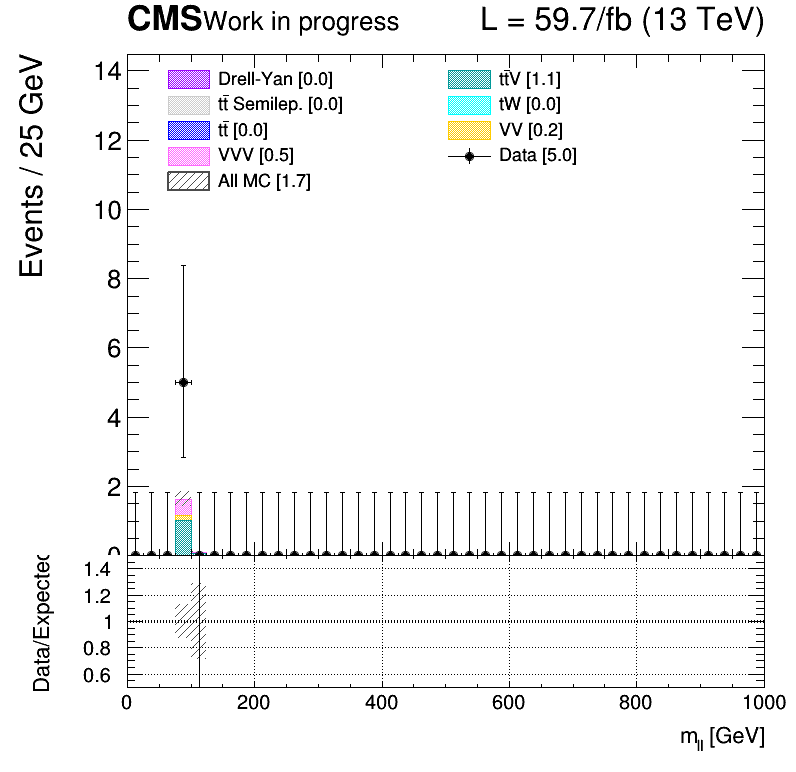 CMS Work in progress L = 59.7/fb (13 TeV)
Events / 25 GeV
14
12
10
8
6
4
2
0
Drell-Yan [0.0]
tt̄ Semilep. [0.0]
tt̄ [0.0]
VVV [0.5]
All MC [1.7]
tt̄V [1.1]
tW [0.0]
VV [0.2]
Data [5.0]
Data/Expected
1.4
1.2
1
0.8
0.6
0 200 400 600 800 1000
m_ll [GeV]